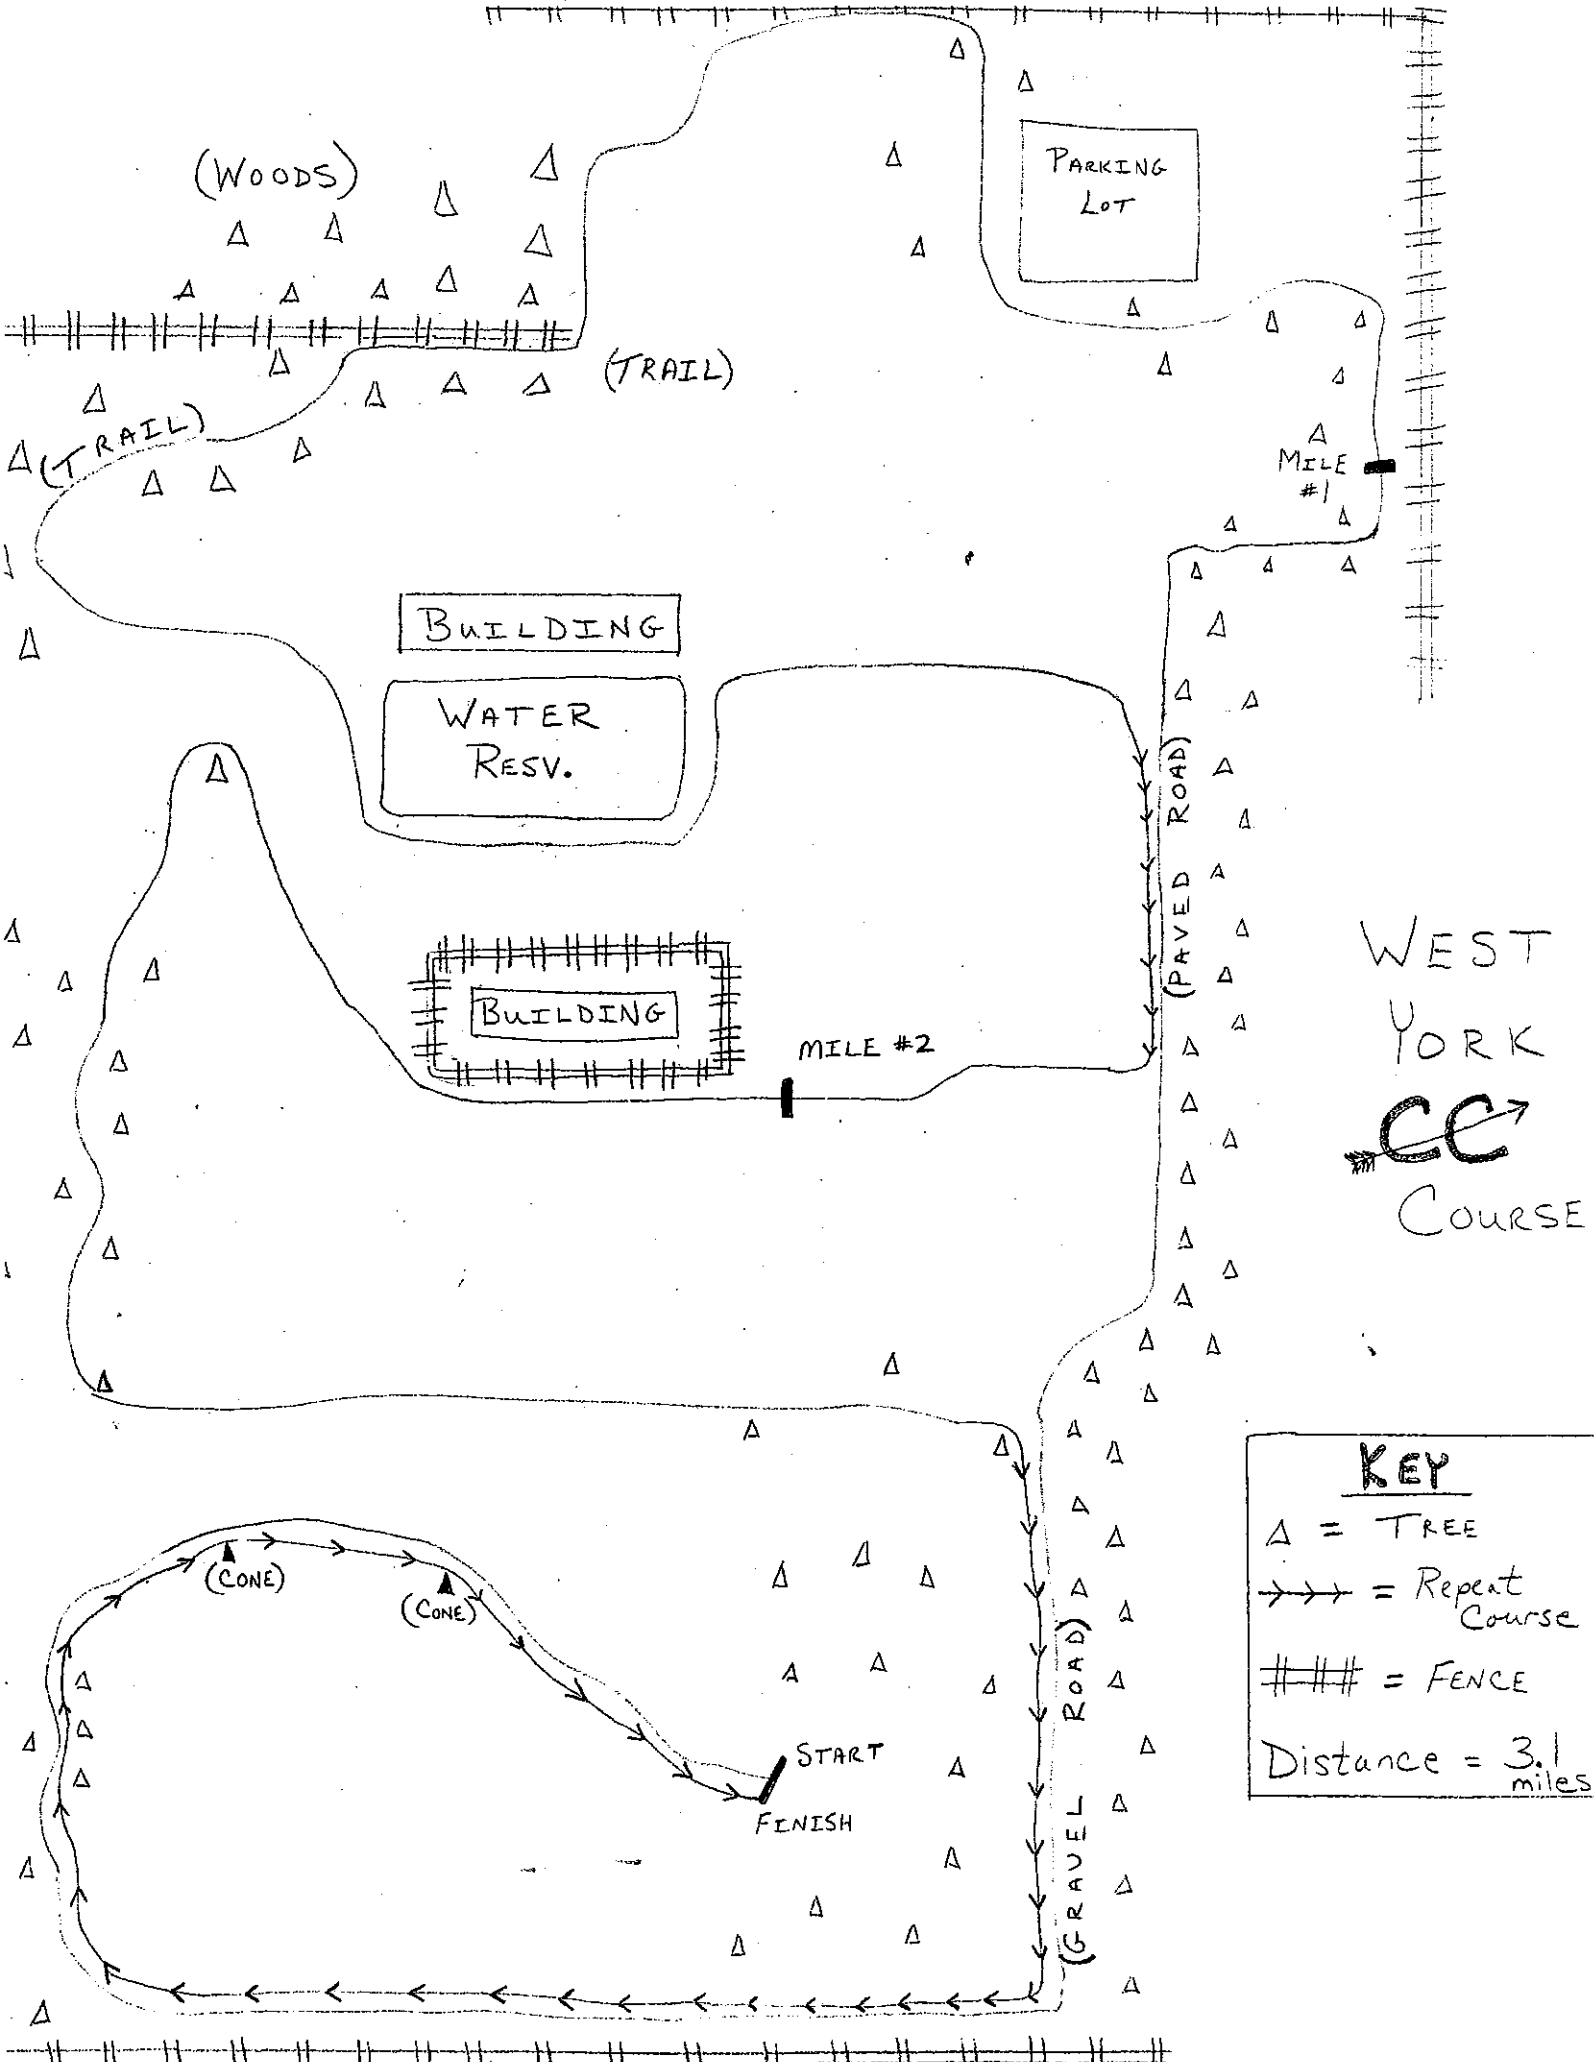 (WOODS)
PARKING
LOT
(TRAIL)
(TRAIL)
MILE
#1
BUILDING
WATER
RESV.
(PAVED ROAD)
BUILDING
MILE #2
WEST
YORK
CC
COURSE
KEY
Δ = TREE
→→→ = Repeat
Course
= FENCE
Distance = 3.1
miles
(CONE)
(CONE)
START
FINISH
(GRAVEL ROAD)